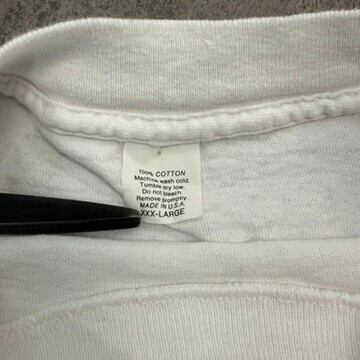 100% COTTON
Machine wash cold.
Tumble dry low.
Do not bleach.
Remove promptly.
MADE IN U.S.A.
XXX-LARGE